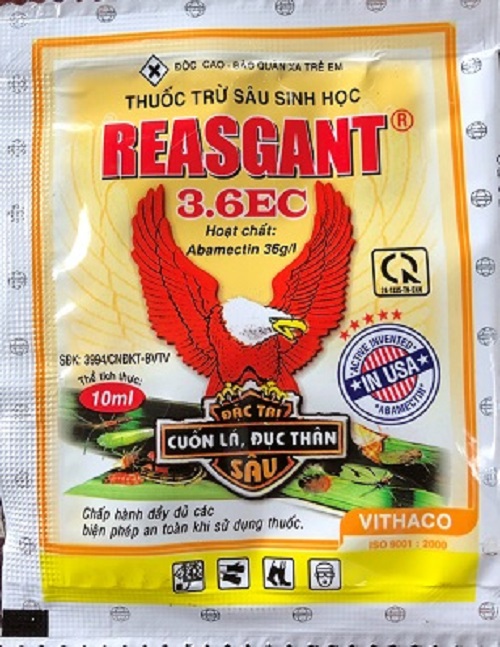 ĐỘC CAO - BẢO QUẢN XA TRẺ EM
THUỐC TRỪ SÂU SINH HỌC
REASGANT®
3.6EC
Hoạt chất:
Abamectin 36g/l
SĐK: 3994/CNĐKT-BVTV
Thể tích thực:
10ml
ACTIVE INVENTED
IN USA
ABAMECTIN
ĐẶC TRỊ
CUỐN LÁ, ĐỤC THÂN
SÂU
Chấp hành đầy đủ các
biện pháp an toàn khi sử dụng thuốc.
VITHACO
ISO 9001 : 2000